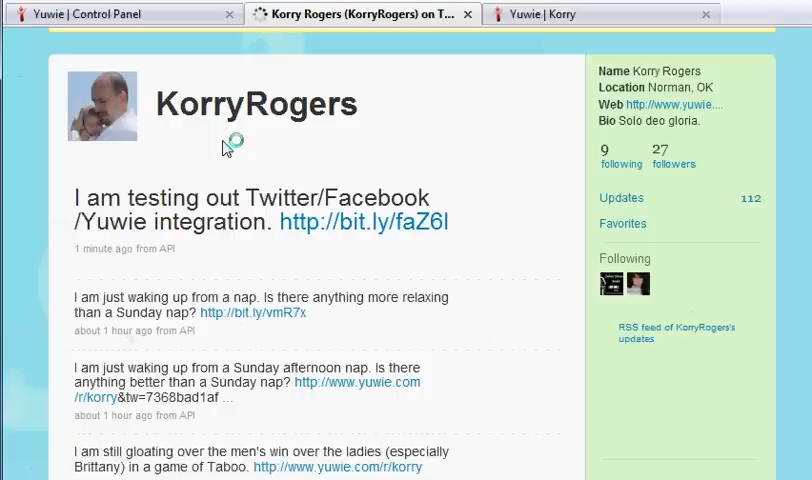 Yuwie | Control Panel
Korry Rogers (KorryRogers) on T...
Yuwie | Korry
KorryRogers
I am testing out Twitter/Facebook
/Yuwie integration. http://bit.ly/faZ6I
1 minute ago from API
I am just waking up from a nap. Is there anything more relaxing
than a Sunday nap? http://bit.ly/vmR7x
about 1 hour ago from API
I am just waking up from a Sunday afternoon nap. Is there
anything better than a Sunday nap? http://www.yuwie.com
/r/korry&tw=7368bad1af ...
about 1 hour ago from API
I am still gloating over the men's win over the ladies (especially
Brittany) in a game of Taboo. http://www.yuwie.com/r/korry
Name Korry Rogers
Location Norman, OK
Web http://www.yuwie....
Bio Solo deo gloria.
9 27
following followers
Updates 112
Favorites
Following
RSS feed of KorryRogers's
updates